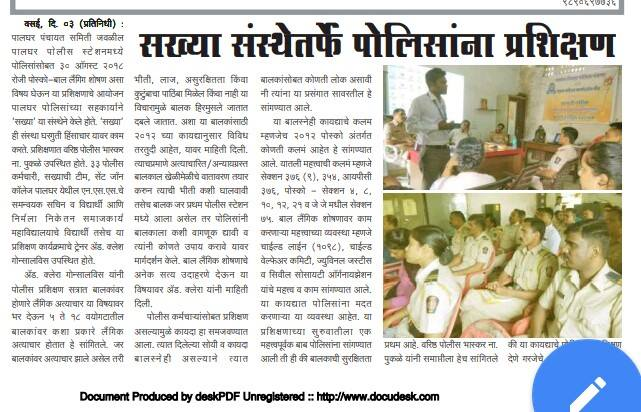 ९८९०६९७७३६
सख्या संस्थेतर्फे पोलिसांना प्रशिक्षण
वसई, दि. ०३ (प्रतिनिधी) :
पालघर पंचायत समिती जवळील
पालघर पोलीस स्टेशनमध्ये
पोलिसांसोबत ३० ऑगस्ट २०१८
रोजी पोस्को–बाल लैंगिग शोषण असा
विषय घेऊन या प्रशिक्षणाचे आयोजन
पालघर पोलिसांच्या सहकार्याने
'सख्या' या संस्थेने केले होते. 'सख्या'
ही संस्था घरगुती हिंसाचार यावर काम
करते. प्रशिक्षणात वरिष्ठ पोलीस भास्कर
ना. पुकळे उपस्थित होते. ३३ पोलीस
कर्मचारी, सख्याची टीम, सेंट जॉन
कॉलेज पालघर येथील एन.एस.एस.चे
समन्वयक सचिन व विद्यार्थी आणि
निर्मला निकेतन समाजकार्य
महाविद्यालयाचे विद्यार्थी तसेच या
प्रशिक्षण कार्यक्रमाचे ट्रेनर अ‍ॅड. क्लेश
गोन्सालविस उपस्थित होते.
अ‍ॅड. क्लेरा गोन्सालविस यांनी
पोलीस प्रशिक्षण सत्रात बालकांवर
होणारे लैंगिक अत्याचार या विषयावर
भर देऊन ५ ते १८ वयोगटातील
बालकांवर कशा प्रकारे लैंगिक
अत्याचार होतात हे सांगितले. जर
बालकांवर अत्याचार झाले असेल तरी
भीती, लाज, असुरक्षितता किंवा
कुटुंबाचा पाठिंबा मिळेल किंवा नाही या
विचारामुळे बालक हिरमुसले जातात
दबले जातात. अशा या बालकांसाठी
२०१२ च्या कायद्यानुसार विविध
तरतुदी आहेत, यावर माहिती दिली.
त्याचप्रमाणे अत्याचारित/अन्यायग्रस्त
बालकाल खेळीमेळीचे वातावरण तयार
करुन त्याची भीती कशी घालवावी
तसेच बालक जर प्रथम पोलीस स्टेशन
मध्ये आला असेल तर पोलिसांनी
बालकाला कशी वागणूक द्यावी व
त्यांनी कोणते उपाय करावे यावर
मार्गदर्शन केले. बाल लैंगिक शोषणाचे
अनेक सत्य उदाहरणे देऊन या
विषयावर अ‍ॅड. क्लेरा यांनी माहिती
दिली.
पोलीस कर्मचाऱ्यांसोबत प्रशिक्षण
असल्यामुळे कायदा हा समजवण्यात
आला. त्यात दिलेल्या सोयी व कायदा
बालस्नेही असल्याने त्यात
बालकांसोबत कोणती लोक असावी
नी त्यांना या प्रसंगात सावरतील हे
सांगण्यात आले.
या बालस्नेही कायद्याचे कलम
म्हणजेच २०१२ पोस्को अंतर्गत
कोणती कलमं आहेत हे सांगण्यात
आले. यातली महत्त्वाची कलमं म्हणजे
सेक्शन ३७६ (९), ३५४, आयपीसी
३७६, पोस्को – सेक्शन ४, ८,
१०, १२, २१ व जे जे मधील सेक्शन
७५. बाल लैंगिक शोषणावर काम
करणाऱ्या महत्वाच्या व्यवस्था म्हणजे
चाईल्ड लाईन (१०९८), चाईल्ड
वेल्फेअर कमिटी, ज्युविनल जस्टीस
व सिवील सोसायटी ऑर्गनायझेशन
यांचे महत्त्व व काम सांगण्यात आले.
या कायद्यात पोलिसांना मदत
करणाऱ्या या व्यवस्था आहेत. या
प्रशिक्षणाच्या सुरुवातीला एक
महत्त्वपूर्वक बाब पोलिसांना सांगण्यात
आली ती ही की बालकाची सुरक्षितता
प्रथम आहे. वरिष्ठ पोलीस भास्कर ना.
पुकळे यांनी समाप्तीला हेच सांगितले
की या कायद्याचे
देणे गरजेचे
Document Produced by deskPDF Unregistered :: http://www.docudesk.com